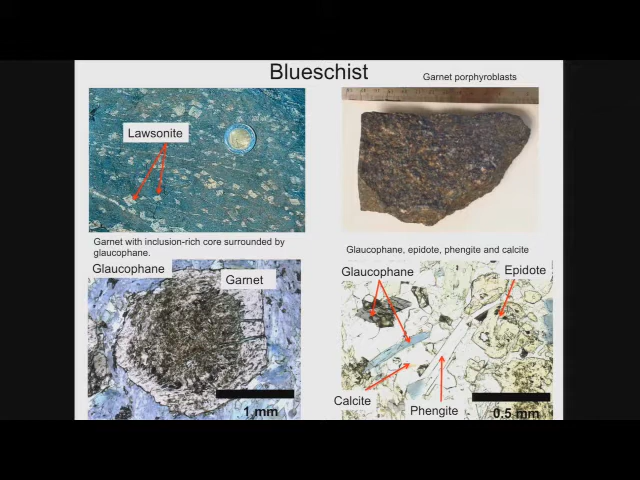 Blueschist
Garnet porphyroblasts
Lawsonite
Garnet with inclusion-rich core surrounded by
glaucophane.
Glaucophane, epidote, phengite and calcite
Glaucophane
Garnet
1 mm
Glaucophane
Epidote
Calcite
Phengite
0.5 mm